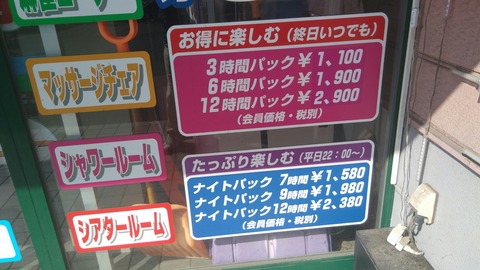 マッサージチェア
シャワールーム
シアタールーム
お得に楽しむ(終日いつでも)
3時間パック¥1,100
6時間パック¥1,900
12時間パック¥2,900
(会員価格・税別)
たっぷり楽しむ(平日22:00～)
ナイトパック 7時間¥1,580
ナイトパック 9時間¥1,980
ナイトパック12時間¥2,380
(会員価格・税別)